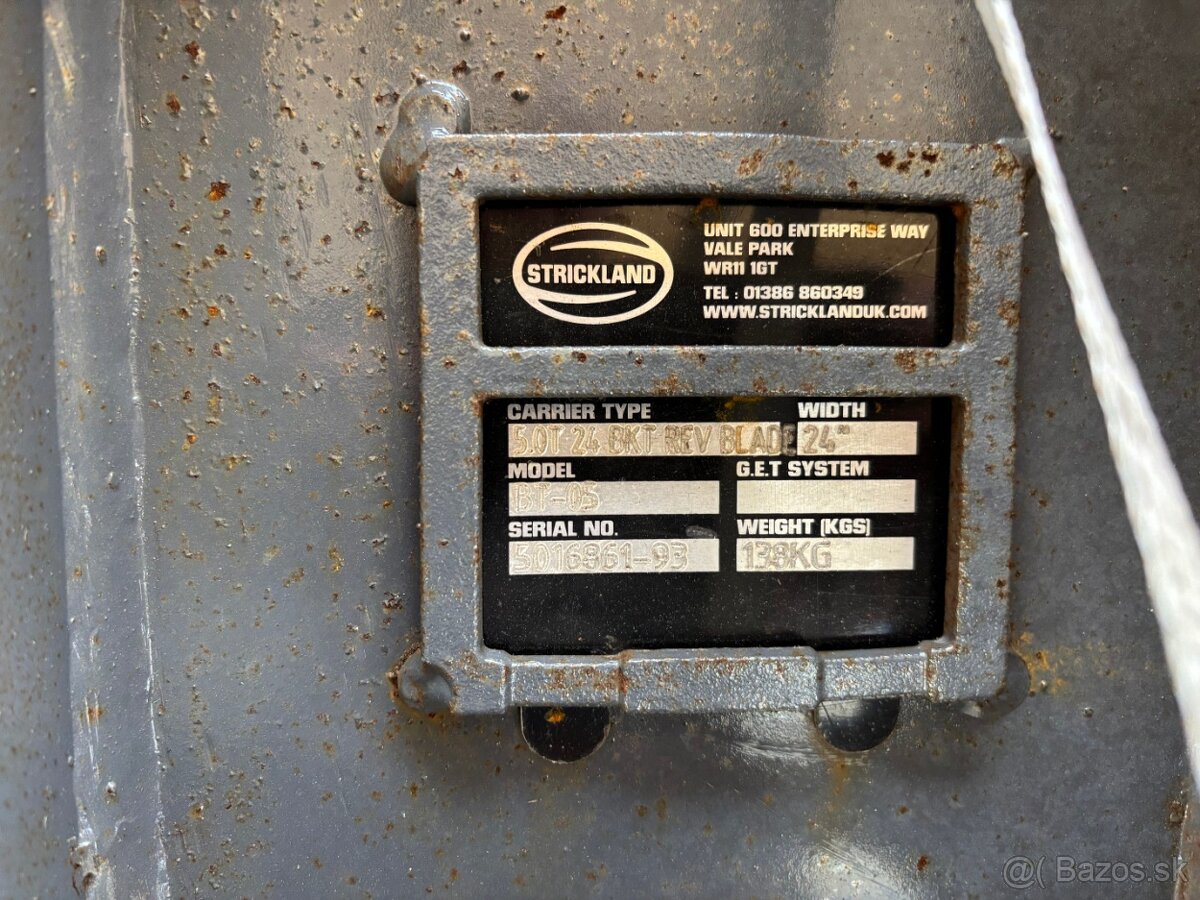 STRICKLAND
UNIT 600 ENTERPRISE WAY
VALE PARK
WR11 1GT
TEL : 01386 860349
WWW.STRICKLANDUK.COM
CARRIER TYPE WIDTH
5.0T 24 BKT REV BLADE 24"
MODEL G.E.T SYSTEM
BT-05
SERIAL NO. WEIGHT (KGS)
5016861-93 138KG
@( Bazos.sk